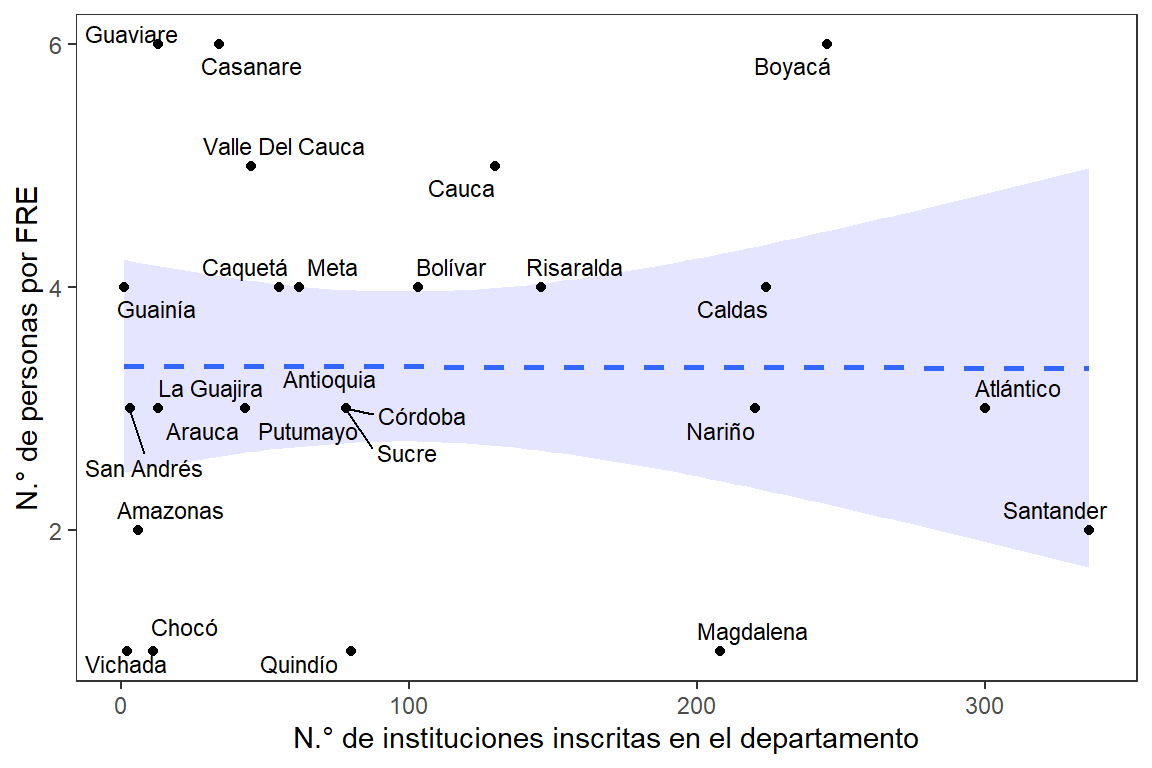 6
Guaviare
Casanare
Boyacá
Valle Del Cauca
Cauca
Caquetá
Meta
Bolívar
Risaralda
4
Guainía
Caldas
Antioquia
La Guajira
Atlántico
Córdoba
Arauca
Putumayo
Nariño
Sucre
San Andrés
Amazonas
Santander
2
Chocó
Magdalena
Vichada
Quindío
0
100
200
300
N.° de instituciones inscritas en el departamento
N.° de personas por FRE